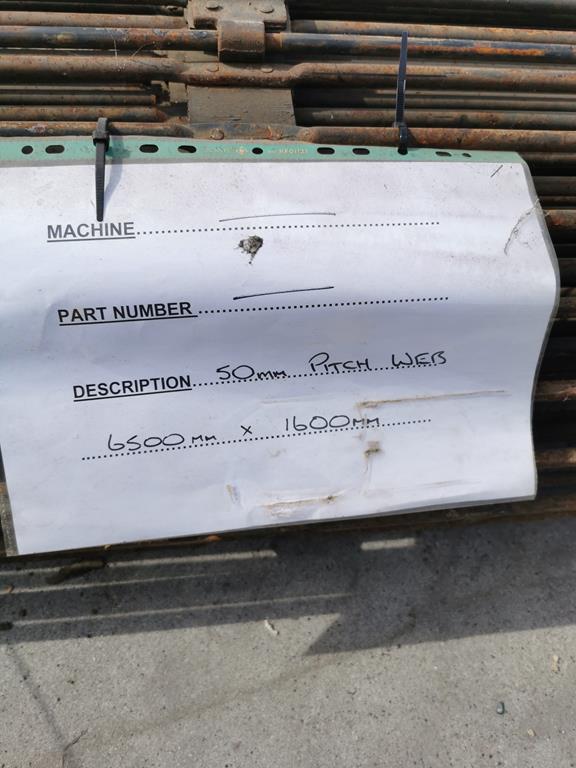 MACHINE
PART NUMBER
DESCRIPTION 50mm PITCH WEB
6500mm x 1600mm